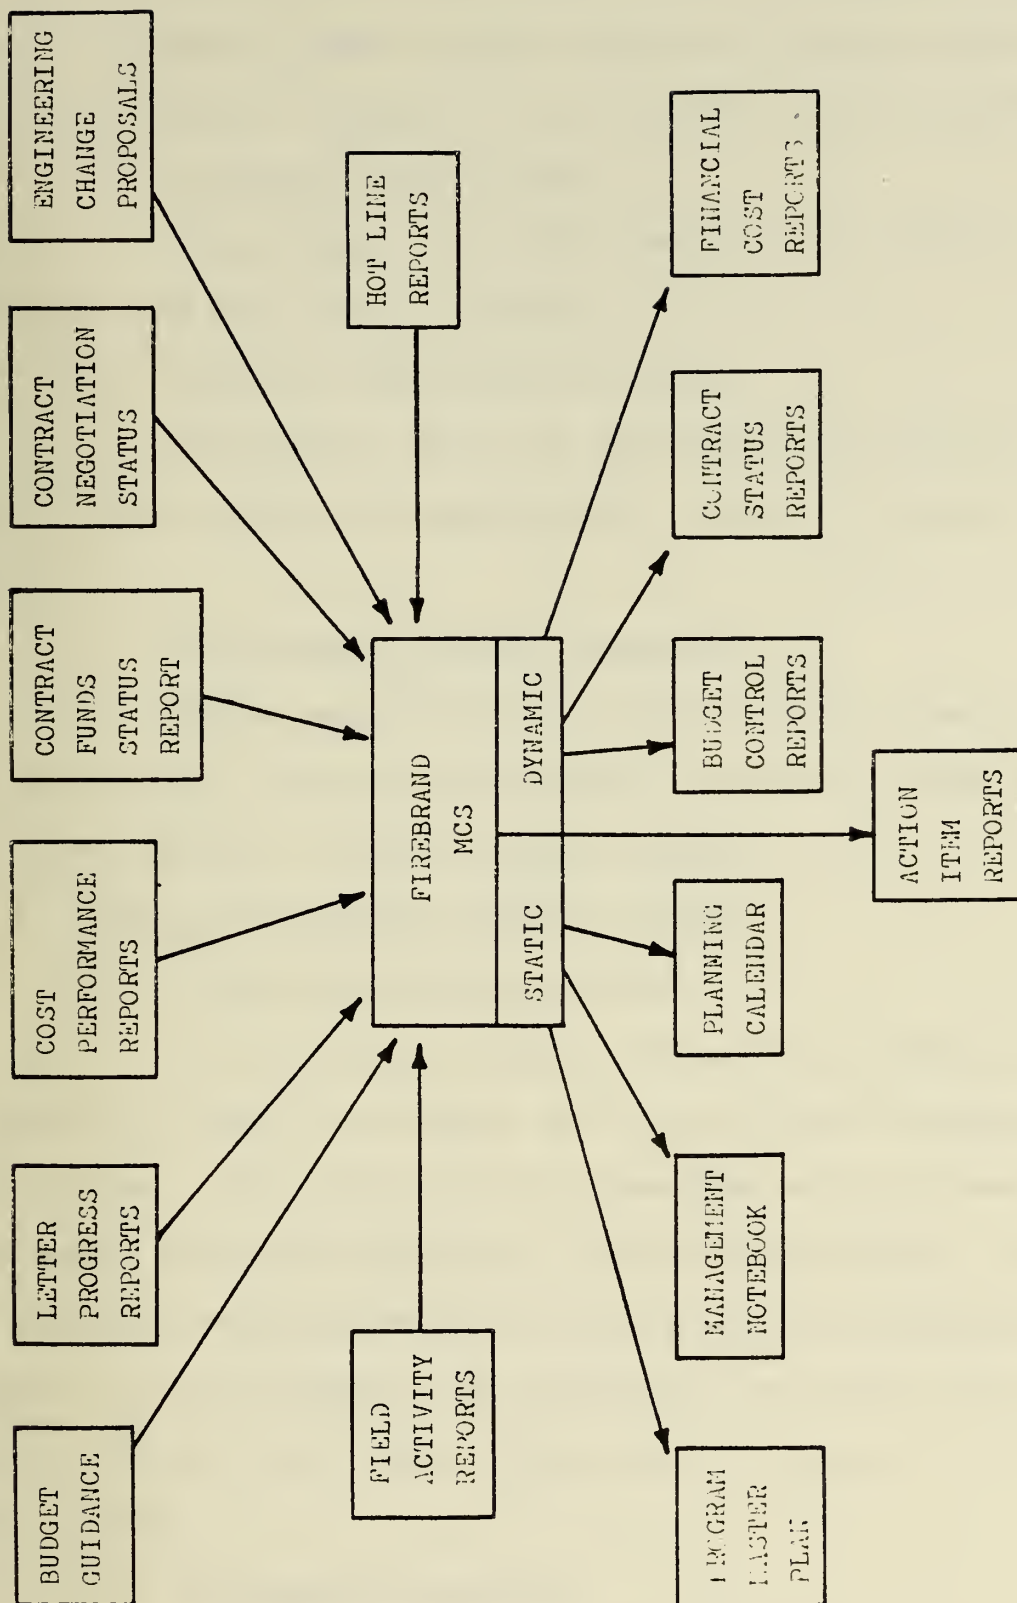 BUDGET
GUIDANCE
LETTER
PROGRESS
REPORTS
COST
PERFORMANCE
REPORTS
CONTRACT
FUNDS
STATUS
REPORT
CONTRACT
NEGOTIATION
STATUS
ENGINEERING
CHANGE
PROPOSALS
FIELD
ACTIVITY
REPORTS
HOT LINE
REPORTS
FIREBRAND
MCS
STATIC
DYNAMIC
PROGRAM
MASTER
PLAN
MANAGEMENT
NOTEBOOK
PLANNING
CALENDAR
BUDGET
CONTROL
REPORTS
CONTRACT
STATUS
REPORTS
FINANCIAL
COST
REPORTS
ACTION
ITEM
REPORTS